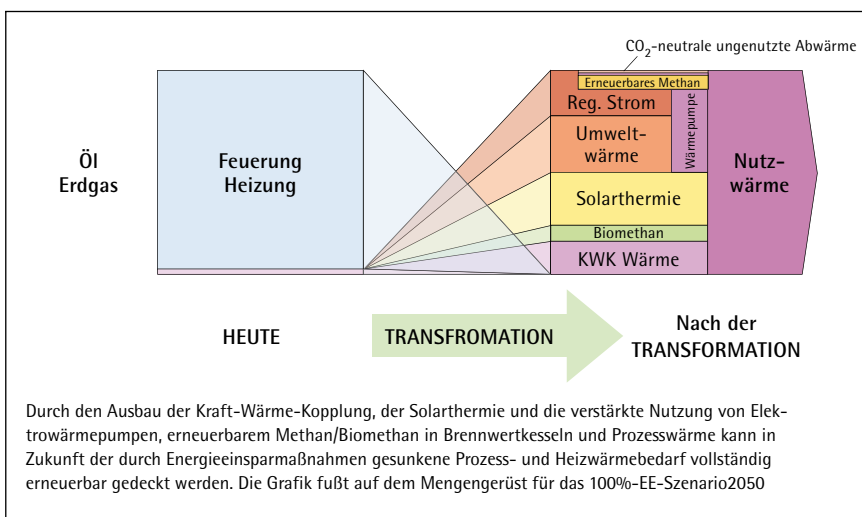 CO₂-neutrale ungenutzte Abwärme
Erneuerbares Methan
Reg. Strom
Wärmepumpe
Öl
Erdgas
Feuerung
Heizung
Umwelt-
wärme
Nutz-
wärme
Solarthermie
Biomethan
KWK Wärme
HEUTE
TRANSFROMATION
Nach der
TRANSFORMATION
Durch den Ausbau der Kraft-Wärme-Kopplung, der Solarthermie und die verstärkte Nutzung von Elek-
trowärmepumpen, erneuerbarem Methan/Biomethan in Brennwertkesseln und Prozesswärme kann in
Zukunft der durch Energieeinsparmaßnahmen gesunkene Prozess- und Heizwärmebedarf vollständig
erneuerbar gedeckt werden. Die Grafik fußt auf dem Mengengerüst für das 100%-EE-Szenario2050